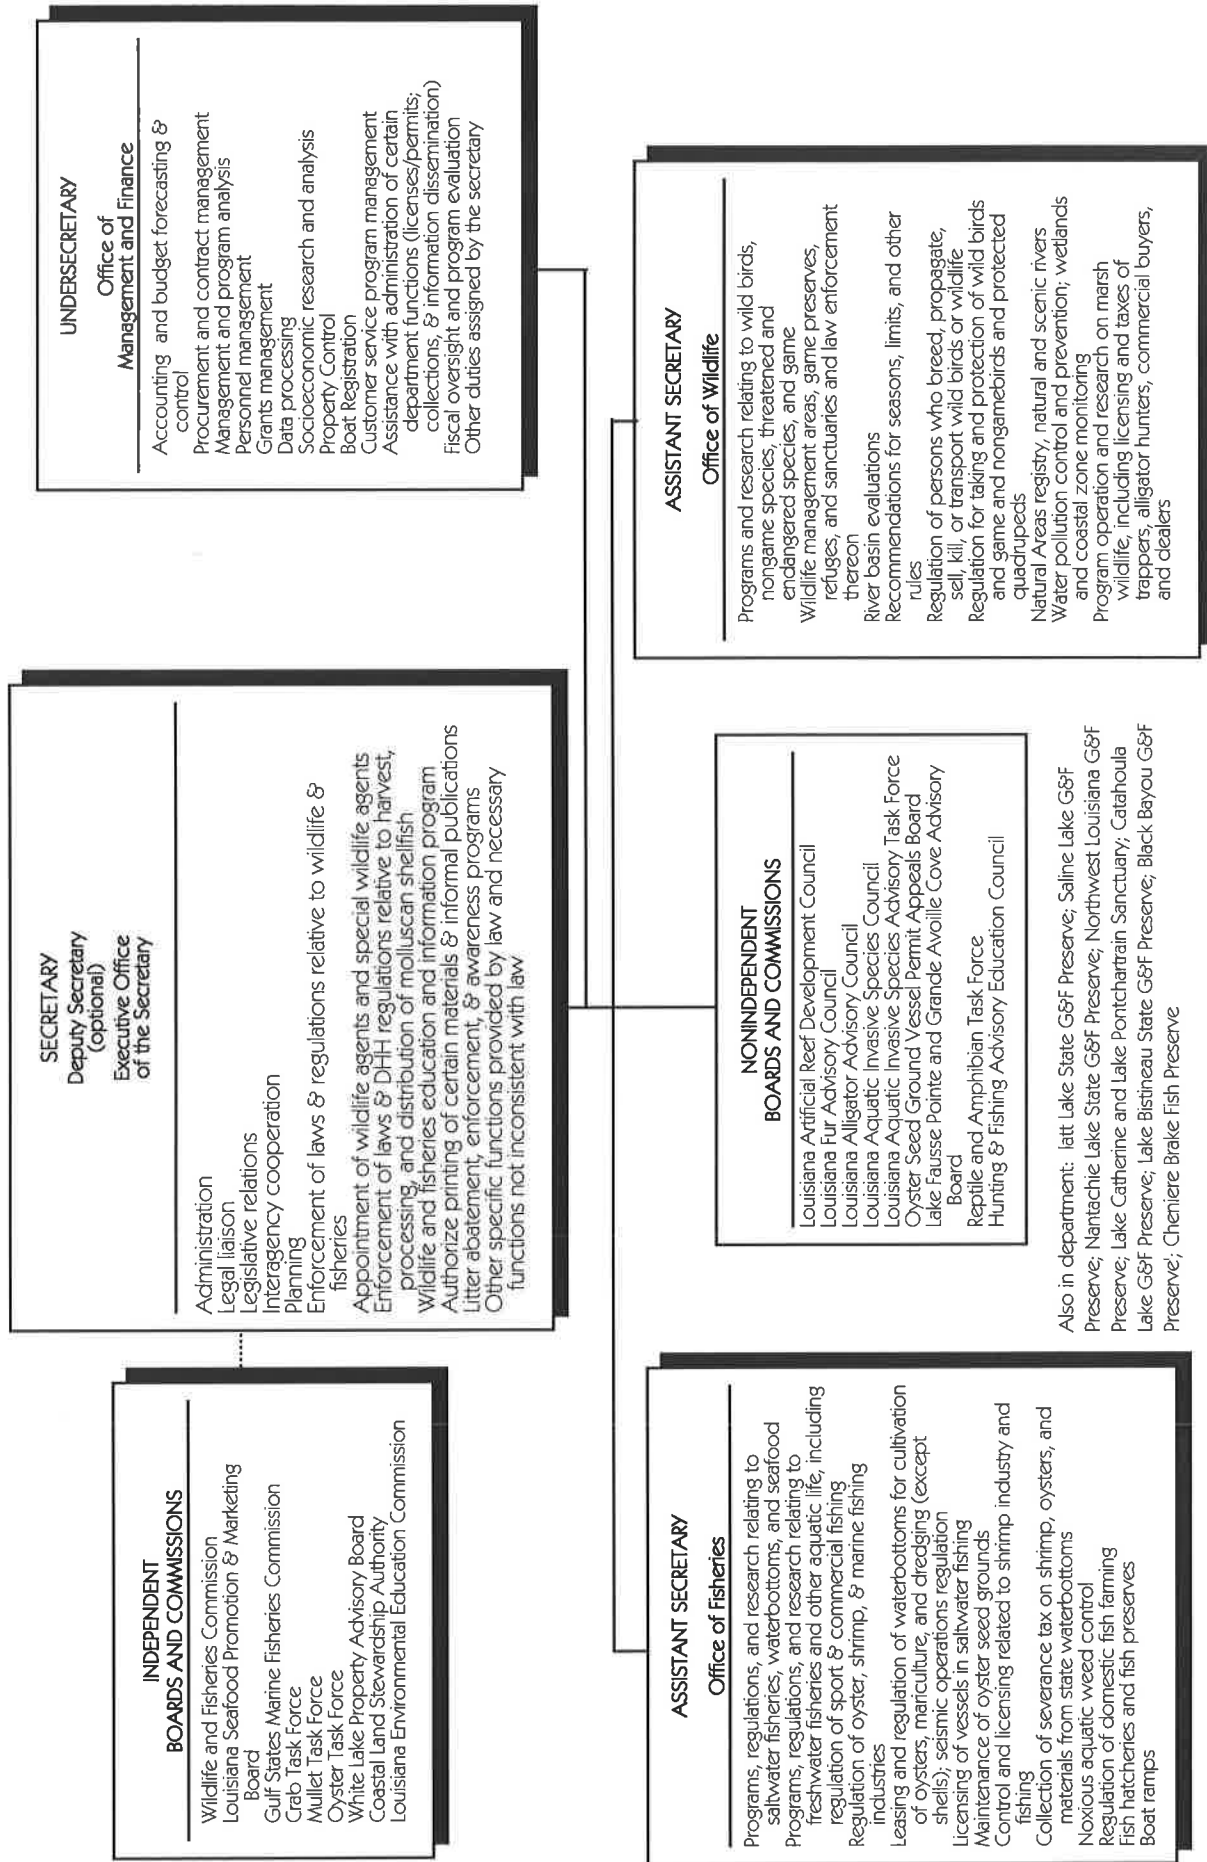 SECRETARY
Deputy Secretary
(optional)
Executive Office
of the Secretary
Administration
Legal liaison
Legislative relations
Interagency cooperation
Planning
Enforcement of laws & regulations relative to wildlife &
fisheries
Appointment of wildlife agents and special wildlife agents
Enforcement of laws & DHH regulations relative to harvest,
processing, and distribution of molluscan shellfish
Wildlife and fisheries education and information program
Authorize printing of certain materials & informal publications
Litter abatement, enforcement, & awareness programs
Other specific functions provided by law and necessary
functions not inconsistent with law
INDEPENDENT
BOARDS AND COMMISSIONS
Wildlife and Fisheries Commission
Louisiana Seafood Promotion & Marketing
Board
Gulf States Marine Fisheries Commission
Crab Task Force
Mullet Task Force
Oyster Task Force
White Lake Property Advisory Board
Coastal Land Stewardship Authority
Louisiana Environmental Education Commission
UNDERSECRETARY
Office of
Management and Finance
Accounting and budget forecasting &
control
Procurement and contract management
Management and program analysis
Personnel management
Grants management
Data processing
Socioeconomic research and analysis
Property Control
Boat Registration
Customer service program management
Assistance with administration of certain
department functions (licenses/permits;
collections, & information dissemination)
Fiscal oversight and program evaluation
Other duties assigned by the secretary
ASSISTANT SECRETARY
Office of Fisheries
Programs, regulations, and research relating to
saltwater fisheries, waterbottoms, and seafood
Programs, regulations, and research relating to
freshwater fisheries and other aquatic life, including
regulation of sport & commercial fishing
Regulation of oyster, shrimp, & marine fishing
industries
Leasing and regulation of waterbottoms for cultivation
of oysters, mariculture, and dredging (except
shells); seismic operations regulation
Licensing of vessels in saltwater fishing
Maintenance of oyster seed grounds
Control and licensing related to shrimp industry and
fishing
Collection of severance tax on shrimp, oysters, and
materials from state waterbottoms
Noxious aquatic weed control
Regulation of domestic fish farming
Fish hatcheries and fish preserves
Boat ramps
NONINDEPENDENT
BOARDS AND COMMISSIONS
Louisiana Artificial Reef Development Council
Louisiana Fur Advisory Council
Louisiana Alligator Advisory Council
Louisiana Aquatic Invasive Species Council
Louisiana Aquatic Invasive Species Advisory Task Force
Oyster Seed Ground Vessel Permit Appeals Board
Lake Fausse Pointe and Grande Avoille Cove Advisory
Board
Reptile and Amphibian Task Force
Hunting & Fishing Advisory Education Council
Also in department: Iatt Lake State G&F Preserve; Saline Lake G&F
Preserve; Nantachie Lake State G&F Preserve; Northwest Louisiana G&F
Preserve; Lake Catherine and Lake Pontchartrain Sanctuary; Catahoula
Lake G&F Preserve; Lake Bistineau State G&F Preserve; Black Bayou G&F
Preserve'; Cheniere Brake Fish Preserve
ASSISTANT SECRETARY
Office of Wildlife
Programs and research relating to wild birds,
nongame species, threatened and
endangered species, and game
Wildlife management areas, game preserves,
refuges, and sanctuaries and law enforcement
thereon
River basin evaluations
Recommendations for seasons, limits, and other
rules
Regulation of persons who breed, propagate,
sell, kill, or transport wild birds or wildlife
Regulation for taking and protection of wild birds
and game and nongamebirds and protected
quadrupeds
Natural Areas registry, natural and scenic rivers
Water pollution control and prevention; wetlands
and coastal zone monitoring
Program operation and research on marsh
wildlife, including licensing and taxes of
trappers, alligator hunters, commercial buyers,
and dealers